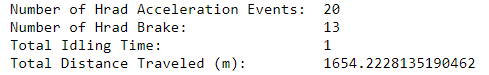 Number of Hrad Acceleration Events: 20
Number of Hrad Brake: 13
Total Idling Time: 1
Total Distance Traveled (m): 1654.2228135190462